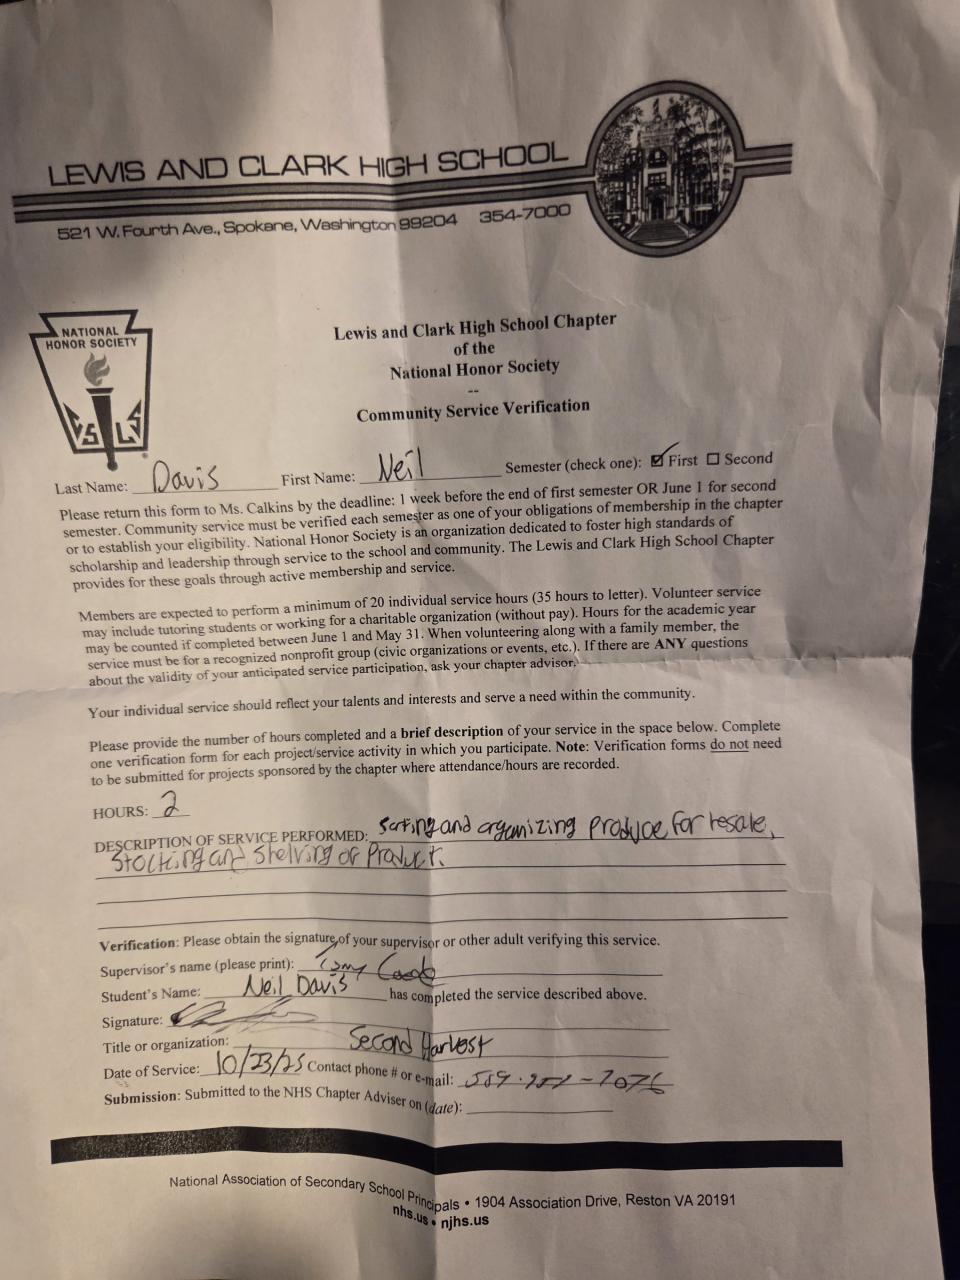 LEWIS AND CLARK HIGH SCHOOL
521 W. Fourth Ave., Spokane, Washington 99204 354-7000
NATIONAL
HONOR SOCIETY
Lewis and Clark High School Chapter
of the
National Honor Society
--
Community Service Verification
Last Name: Davis First Name: Neil Semester (check one): ☑ First ☐ Second
Please return this form to Ms. Calkins by the deadline: 1 week before the end of first semester OR June 1 for second
semester. Community service must be verified each semester as one of your obligations of membership in the chapter
or to establish your eligibility. National Honor Society is an organization dedicated to foster high standards of
scholarship and leadership through service to the school and community. The Lewis and Clark High School Chapter
provides for these goals through active membership and service.
Members are expected to perform a minimum of 20 individual service hours (35 hours to letter). Volunteer service
may include tutoring students or working for a charitable organization (without pay). Hours for the academic year
may be counted if completed between June 1 and May 31. When volunteering along with a family member, the
service must be for a recognized nonprofit group (civic organizations or events, etc.). If there are ANY questions
about the validity of your anticipated service participation, ask your chapter advisor.
Your individual service should reflect your talents and interests and serve a need within the community.
Please provide the number of hours completed and a brief description of your service in the space below. Complete
one verification form for each project/service activity in which you participate. Note: Verification forms do not need
to be submitted for projects sponsored by the chapter where attendance/hours are recorded.
HOURS: 2
DESCRIPTION OF SERVICE PERFORMED: and organizing produce for resale,
and shelving of product.
Verification: Please obtain the signature of your supervisor or other adult verifying this service.
Supervisor's name (please print):
Student's Name: Neil Davis has completed the service described above.
Signature:
Title or organization: Second Harvest
Date of Service: 10/23/25 Contact phone # or e-mail:
Submission: Submitted to the NHS Chapter Adviser on (date):
National Association of Secondary School Principals • 1904 Association Drive, Reston VA 20191
nhs.us • njhs.us